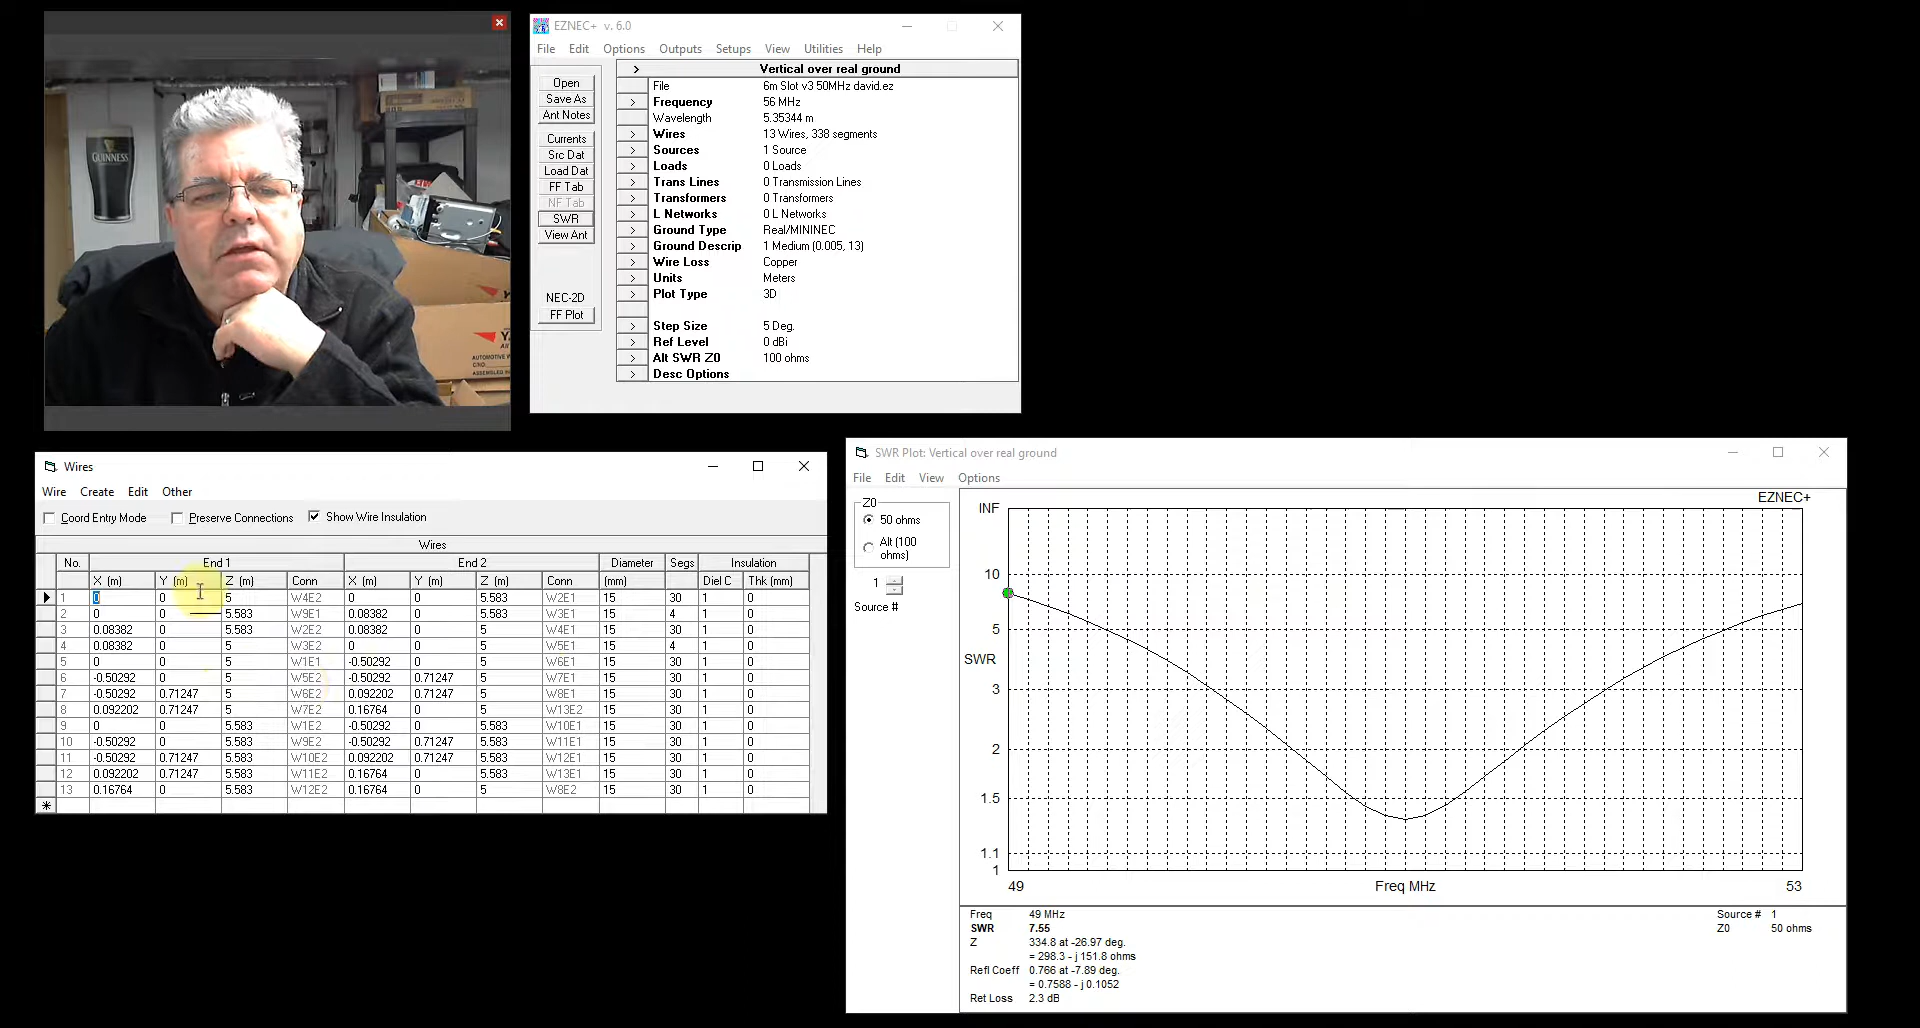 GUINNESS
AUTOMOTIVE
EZNEC+ v. 6.0
File Edit Options Outputs Setups View Utilities Help
Open
Save As
Ant Notes
Currents
Src Dat
Load Dat
FF Tab
NF Tab
SWR
View Ant
NEC-2D
FF Plot
> Vertical over real ground
File 6m Slot v3 50MHz david.ez
> Frequency 56 MHz
Wavelength 5.35344 m
> Wires 13 Wires, 338 segments
> Sources 1 Source
> Loads 0 Loads
> Trans Lines 0 Transmission Lines
> Transformers 0 Transformers
> L Networks 0 L Networks
> Ground Type Real/MININEC
> Ground Descrip 1 Medium (0.005, 13)
> Wire Loss Copper
> Units Meters
> Plot Type 3D
> Step Size 5 Deg.
> Ref Level 0 dBi
> Alt SWR Z0 100 ohms
> Desc Options
Wires
Wire Create Edit Other
Coord Entry Mode Preserve Connections Show Wire Insulation
Wires
No. End 1 End 2 Diameter Segs Insulation
X (m) Y (m) Z (m) Conn X (m) Y (m) Z (m) Conn (mm) Diel C Thk (mm)
1 0 0 5 W4E2 0 0 5.583 W2E1 15 30 1 0
2 0 0 5.583 W9E1 0.08382 0 5.583 W3E1 15 4 1 0
3 0.08382 0 5.583 W2E2 0.08382 0 5 W4E1 15 30 1 0
4 0.08382 0 5 W3E2 0 0 5 W5E1 15 4 1 0
5 0 0 5 W1E1 -0.50292 0 5 W6E1 15 30 1 0
6 -0.50292 0 5 W5E2 -0.50292 0.71247 5 W7E1 15 30 1 0
7 -0.50292 0.71247 5 W6E2 0.092202 0.71247 5 W8E1 15 30 1 0
8 0.092202 0.71247 5 W7E2 0.16764 0 5 W13E2 15 30 1 0
9 0 0 5.583 W1E2 -0.50292 0 5.583 W10E1 15 30 1 0
10 -0.50292 0 5.583 W9E2 -0.50292 0.71247 5.583 W11E1 15 30 1 0
11 -0.50292 0.71247 5.583 W10E2 0.092202 0.71247 5.583 W12E1 15 30 1 0
12 0.092202 0.71247 5.583 W11E2 0.16764 0 5.583 W13E1 15 30 1 0
13 0.16764 0 5.583 W12E2 0.16764 0 5 W8E2 15 30 1 0
SWR Plot: Vertical over real ground
File Edit View Options
Z0
50 ohms
Alt (100
ohms)
1
Source #
EZNEC+
INF
10
5
SWR
3
2
1.5
1.1
1
49 Freq MHz 53
Freq 49 MHz Source # 1
SWR 7.55 Z0 50 ohms
Z 334.8 at -26.97 deg.
= 298.3 - j 151.8 ohms
Refl Coeff 0.766 at -7.89 deg.
= 0.7588 - j 0.1052
Ret Loss 2.3 dB